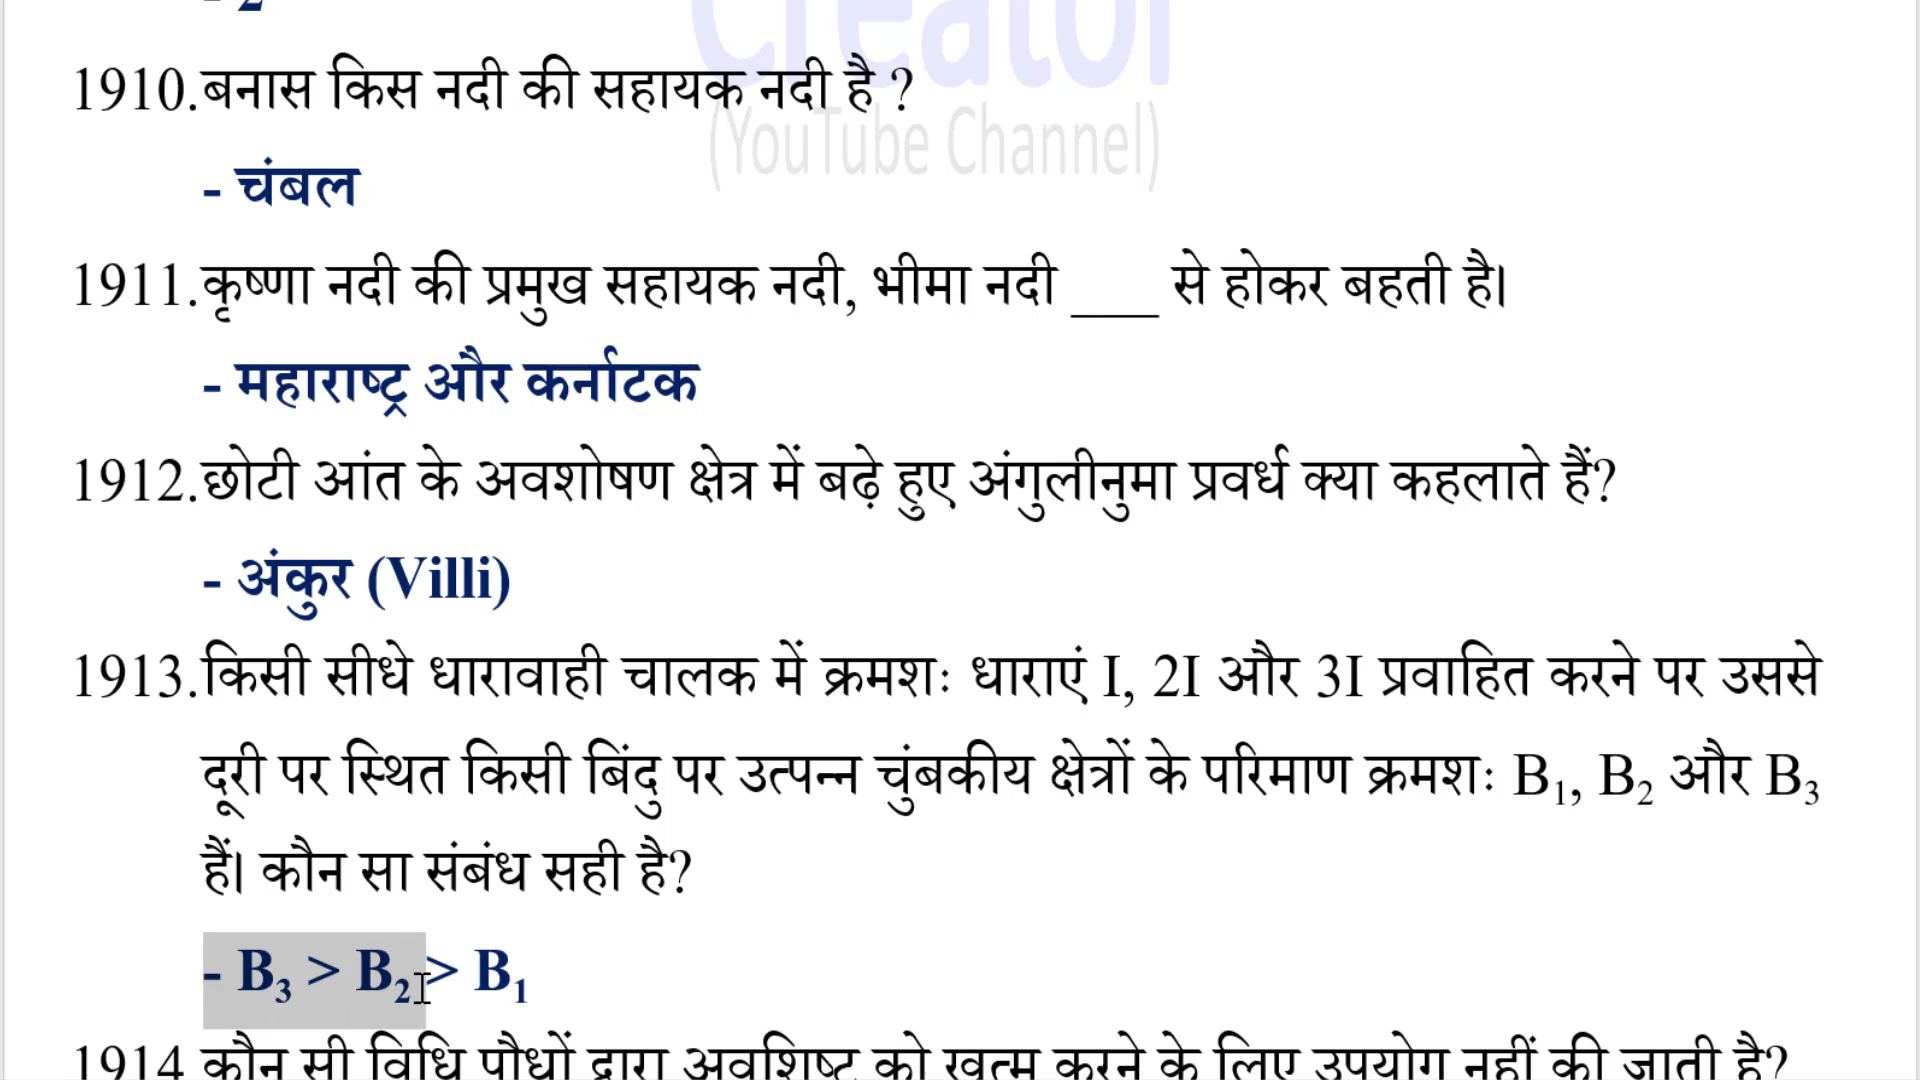 - 2
Creator
1910.बनास किस नदी की सहायक नदी है ?
(YouTube Channel)
- चंबल
1911.कृष्णा नदी की प्रमुख सहायक नदी, भीमा नदी ___ से होकर बहती है।
- महाराष्ट्र और कर्नाटक
1912.छोटी आंत के अवशोषण क्षेत्र में बढ़े हुए अंगुलीनुमा प्रवर्ध क्या कहलाते हैं?
- अंकुर (Villi)
1913.किसी सीधे धारावाही चालक में क्रमशः धाराएं I, 2I और 3I प्रवाहित करने पर उससे
दूरी पर स्थित किसी बिंदु पर उत्पन्न चुंबकीय क्षेत्रों के परिमाण क्रमशः B₁, B₂ और B₃
हैं। कौन सा संबंध सही है?
- B₃ > B₂ > B₁
1914 कौन सी विधि पौधों द्वारा अवशिष्ट को खत्म करने के लिए उपयोग नहीं की जाती है?